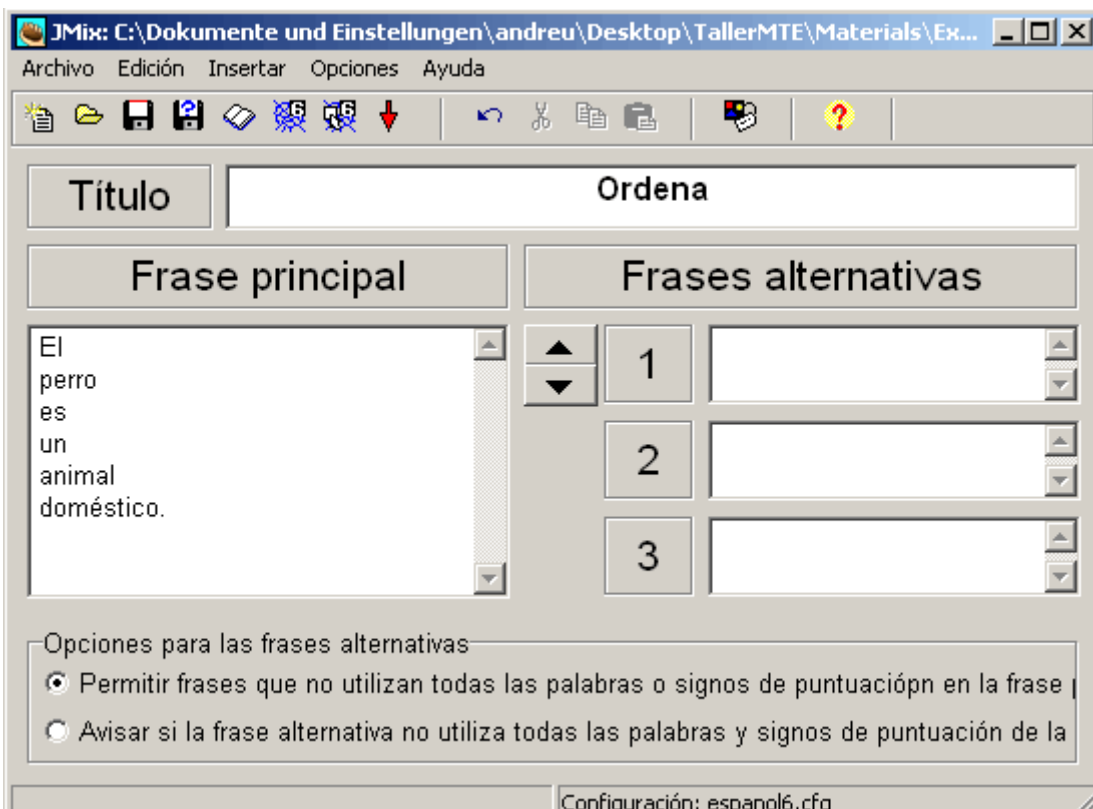 JMix: C:\Dokumente und Einstellungen\andreu\Desktop\TallerMTE\Materials\Ex...
Archivo Edición Insertar Opciones Ayuda
Título
Ordena
Frase principal
Frases alternativas
El
perro
es
un
animal
doméstico.
1
2
3
Opciones para las frases alternativas
Permitir frases que no utilizan todas las palabras o signos de puntuaciópn en la frase
Avisar si la frase alternativa no utiliza todas las palabras y signos de puntuación de la
Configuración: espanol6.cfg